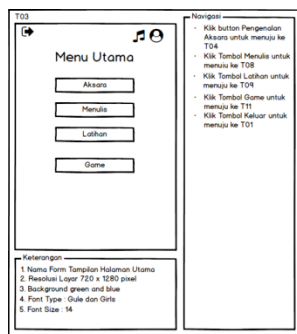 T03
Menu Utama
Aksara
Menulis
Latihan
Game
Navigasi
- Klik button Pengenalan
Aksara untuk menuju ke
T04
- Klik Tombol Menulis untuk
menuju ke T08
- Klik Tombol Latihan untuk
menuju ke T09
- Klik Tombol Game untuk
menuju ke T11
- Klik Tombol Keluar untuk
menuju ke T01
Keterangan
1. Nama Form Tampilan Halaman Utama
2. Resolusi Layar 720 x 1280 Pixel
3. Background green and blue
4. Font Type : Gule dan Girls
5. Font Size : 14